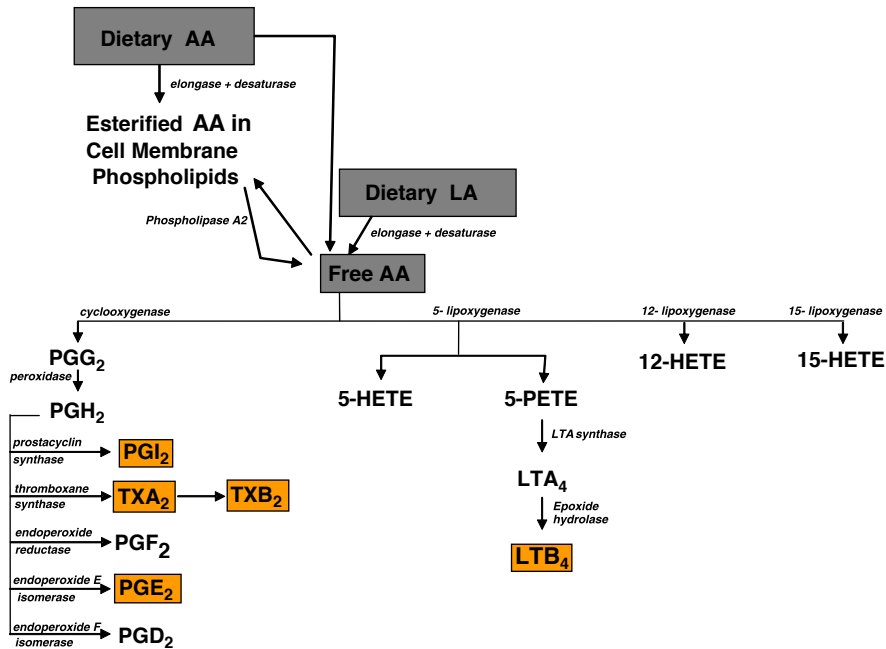 Dietary AA
elongase + desaturase
Esterified AA in
Cell Membrane
Phospholipids
Dietary LA
Phospholipase A2
elongase + desaturase
Free AA
cyclooxygenase
5- lipoxygenase
12- lipoxygenase
15- lipoxygenase
PGG2
12-HETE
15-HETE
peroxidase
5-HETE
5-PETE
PGH2
LTA synthase
prostacyclin
synthase
PGI2
LTA4
thromboxane
synthase
TXA2
TXB2
Epoxide
hydrolase
endoperoxide
reductase
PGF2
LTB4
endoperoxide E
isomerase
PGE2
endoperoxide F
isomerase
PGD2